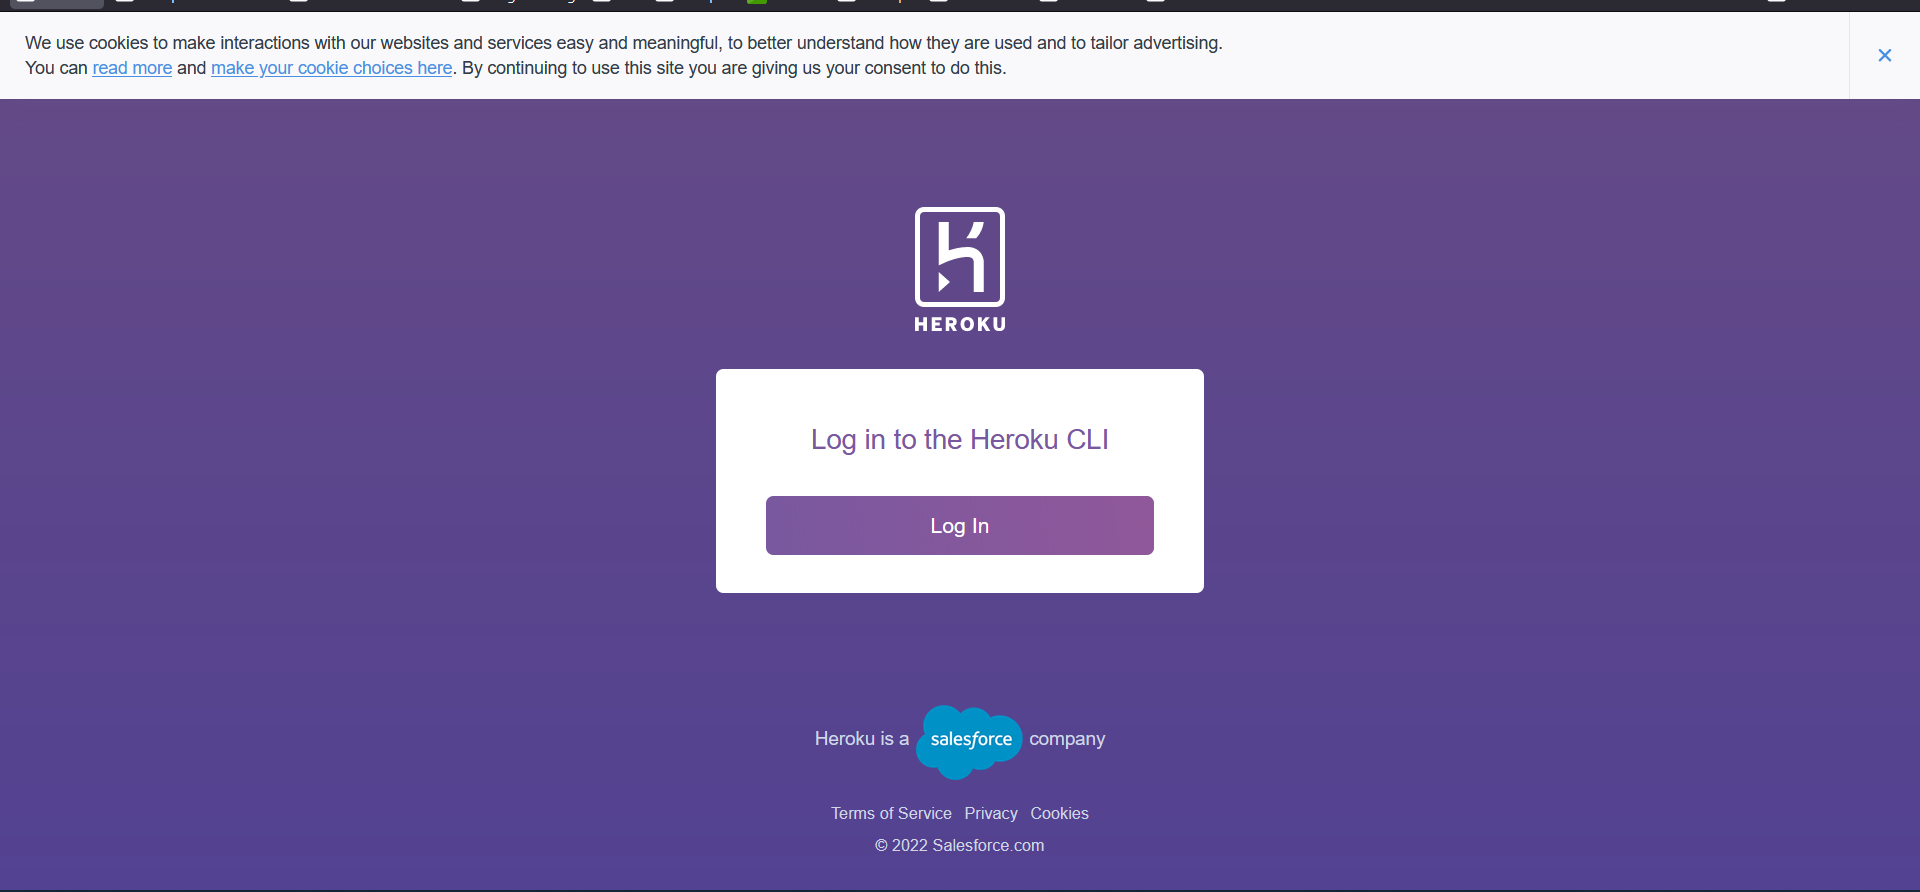 We use cookies to make interactions with our websites and services easy and meaningful, to better understand how they are used and to tailor advertising.
You can read more and make your cookie choices here. By continuing to use this site you are giving us your consent to do this.
HEROKU
Log in to the Heroku CLI
Log In
Heroku is a salesforce company
Terms of Service Privacy Cookies
© 2022 Salesforce.com